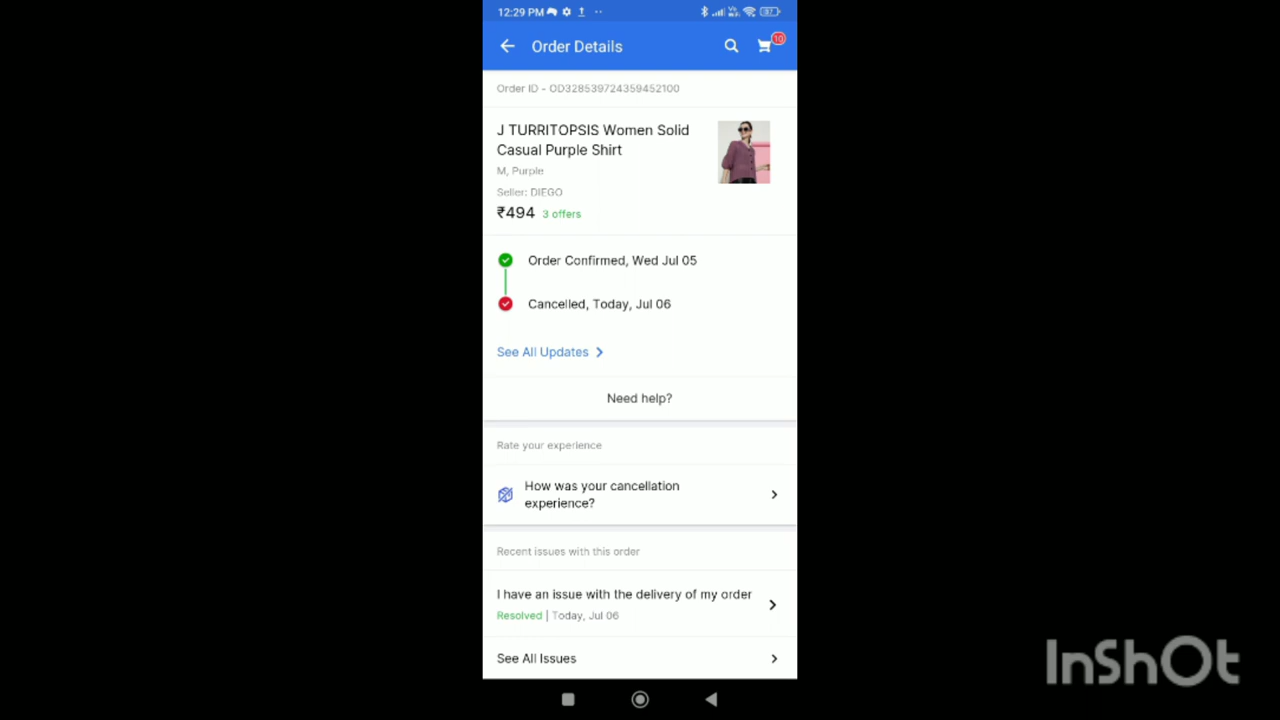 12:29 PM
87
Order Details
10
Order ID - OD328539724359452100
J TURRITOPSIS Women Solid
Casual Purple Shirt
M, Purple
Seller: DIEGO
₹494 3 offers
Order Confirmed, Wed Jul 05
Cancelled, Today, Jul 06
See All Updates
Need help?
Rate your experience
How was your cancellation
experience?
Recent issues with this order
I have an issue with the delivery of my order
Resolved | Today, Jul 06
See All Issues
InShOt